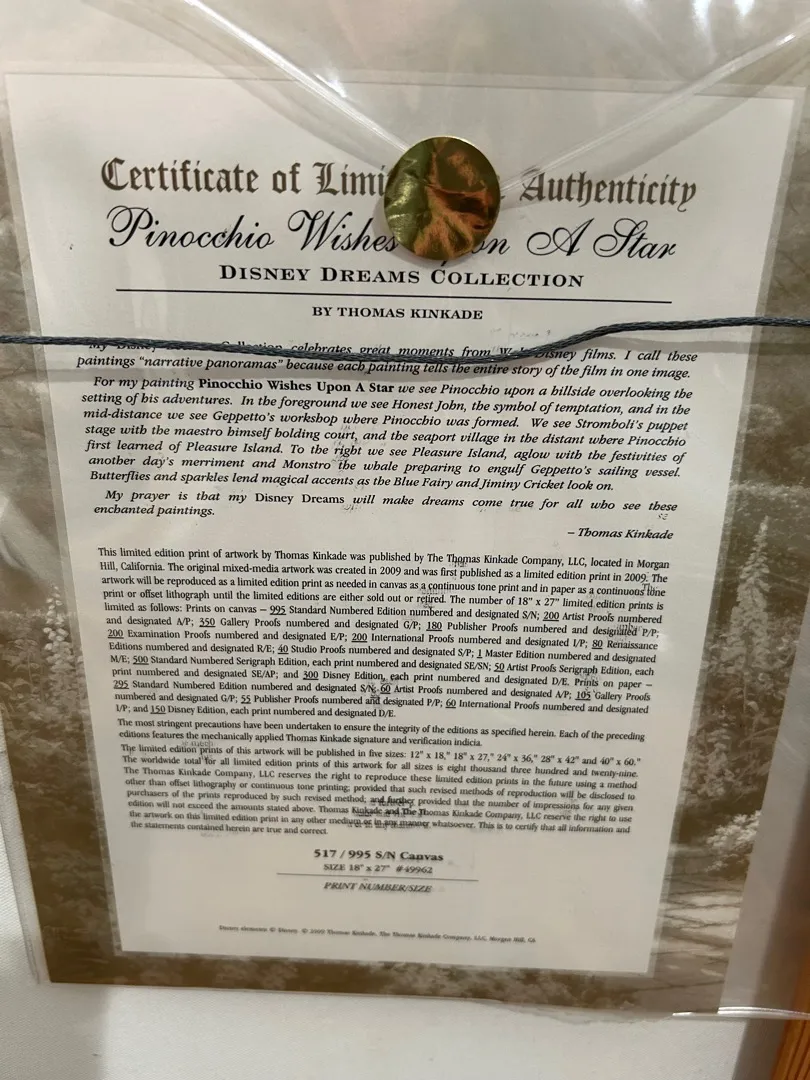 Certificate of Limi Authenticity
Pinocchio Wishes on A Star
DISNEY DREAMS COLLECTION
BY THOMAS KINKADE
My Disney celebrates great moments from Disney films. I call these
paintings “narrative panoramas” because each painting tells the entire story of the film in one image.
For my painting Pinocchio Wishes Upon A Star we see Pinocchio upon a hillside overlooking the
setting of his adventures. In the foreground we see Honest John, the symbol of temptation, and in the
mid-distance we see Geppetto's workshop where Pinocchio was formed. We see Stromboli's puppet
stage with the maestro himself holding court, and the seaport village in the distant where Pinocchio
first learned of Pleasure Island. To the right we see Pleasure Island, aglow with the festivities of
another day's merriment and Monstro the whale preparing to engulf Geppetto's sailing vessel.
Butterflies and sparkles lend magical accents as the Blue Fairy and Jiminy Cricket look on.
My prayer is that my Disney Dreams will make dreams come true for all who see these
enchanted paintings.
– Thomas Kinkade
This limited edition print of artwork by Thomas Kinkade was published by The Thomas Kinkade Company, LLC, located in Morgan
Hill, California. The original mixed-media artwork was created in 2009 and was first published as a limited edition print in 2009. The
artwork will be reproduced as a limited edition print as needed in canvas as a continuous tone print and in paper as a continuous tone
print or offset lithograph until the limited editions are either sold out or retired. The number of 18" x 27" limited edition prints is
limited as follows: Prints on canvas – 995 Standard Numbered Edition numbered and designated S/N; 200 Artist Proofs numbered
and designated A/P; 350 Gallery Proofs numbered and designated G/P; 180 Publisher Proofs numbered and designated P/P;
200 Examination Proofs numbered and designated E/P; 200 International Proofs numbered and designated I/P; 80 Renaissance
Editions numbered and designated R/E; 40 Studio Proofs numbered and designated S/P; 1 Master Edition numbered and designated
M/E; 500 Standard Numbered Serigraph Edition, each print numbered and designated SE/SN; 50 Artist Proofs Serigraph Edition, each
print numbered and designated SE/AP; and 300 Disney Edition, each print numbered and designated D/E. Prints on paper –
295 Standard Numbered Edition numbered and designated S/N; 60 Artist Proofs numbered and designated A/P; 105 Gallery Proofs
numbered and designated G/P; 55 Publisher Proofs numbered and designated P/P; 60 International Proofs numbered and designated
I/P; and 150 Disney Edition, each print numbered and designated D/E.
The most stringent precautions have been undertaken to ensure the integrity of the editions as specified herein. Each of the preceding
editions features the mechanically applied Thomas Kinkade signature and verification indicia.
The limited edition prints of this artwork will be published in five sizes: 12" x 18," 18" x 27," 24" x 36," 28" x 42" and 40" x 60."
The worldwide total for all limited edition prints of this artwork for all sizes is eight thousand three hundred and twenty-nine.
The Thomas Kinkade Company, LLC reserves the right to reproduce these limited edition prints in the future using a method
other than offset lithography or continuous tone printing; provided that such revised methods of reproduction will be disclosed to
purchasers of the prints reproduced by such revised method; and further provided that the number of impressions for any given
edition will not exceed the amounts stated above. Thomas Kinkade and The Thomas Kinkade Company, LLC reserve the right to use
the artwork on this limited edition print in any other medium or in any manner whatsoever. This is to certify that all information and
the statements contained herein are true and correct.
517 / 995 S/N Canvas
SIZE 18" x 27" #49962
PRINT NUMBER/SIZE
Disney elements © Disney. © 2009 Thomas Kinkade, The Thomas Kinkade Company, LLC, Morgan Hill, CA